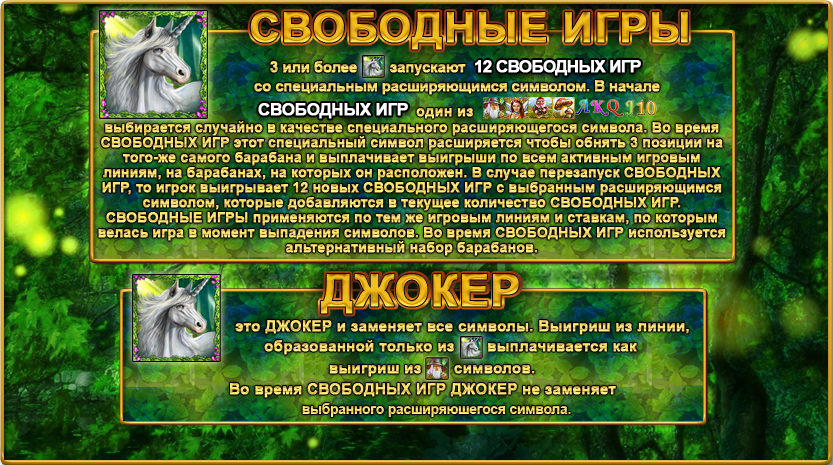 СВОБОДНЫЕ ИГРЫ
3 или более запускают 12 СВОБОДНЫХ ИГР
со специальным расширяющимся символом. В начале
СВОБОДНЫХ ИГР один из A K Q J 10
выбирается случайно в качестве специального расширяющегося символа. Во время
СВОБОДНЫХ ИГР этот специальный символ расширяется чтобы обнять 3 позиции на
того-же самого барабана и выплачивает выигрыши по всем активным игровым
линиям, на барабанах, на которых он расположен. В случае перезапуск СВОБОДНЫХ
ИГР, то игрок выигрывает 12 новых СВОБОДНЫХ ИГР с выбранным расширяющимся
символом, которые добавляются в текущее количество СВОБОДНЫХ ИГР.
СВОБОДНЫЕ ИГРЫ применяются по тем же игровым линиям и ставкам, по которым
велась игра в момент выпадения символов. Во время СВОБОДНЫХ ИГР используется
альтернативный набор барабанов.
ДЖОКЕР
это ДЖОКЕР и заменяет все символы. Выигриш из линии,
образованной только из выплачивается как
выигриш из символов.
Во время СВОБОДНЫХ ИГР ДЖОКЕР не заменяет
выбранного расширяюшегося символа.